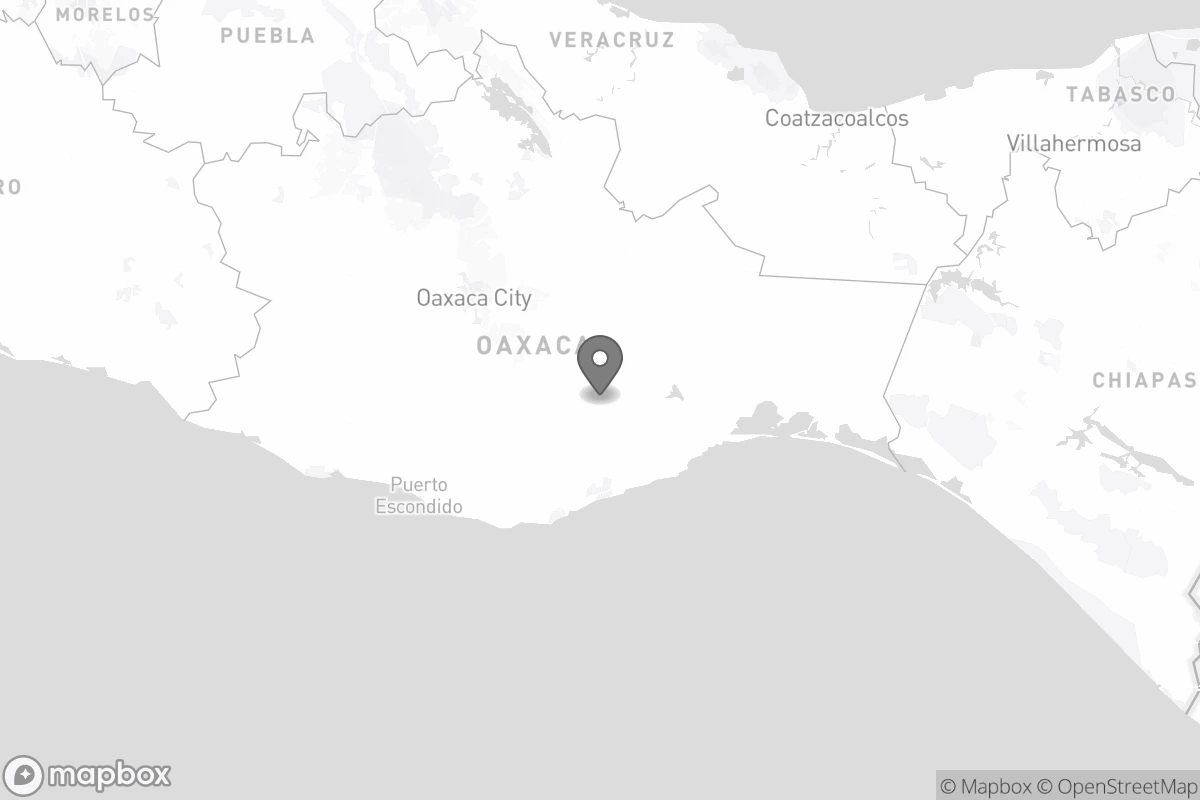 MORELOS
PUEBLA
VERACRUZ
TABASCO
Coatzacoalcos
Villahermosa
RO
Oaxaca City
OAXACA
CHIAPAS
Puerto
Escondido
mapbox
© Mapbox © OpenStreetMap